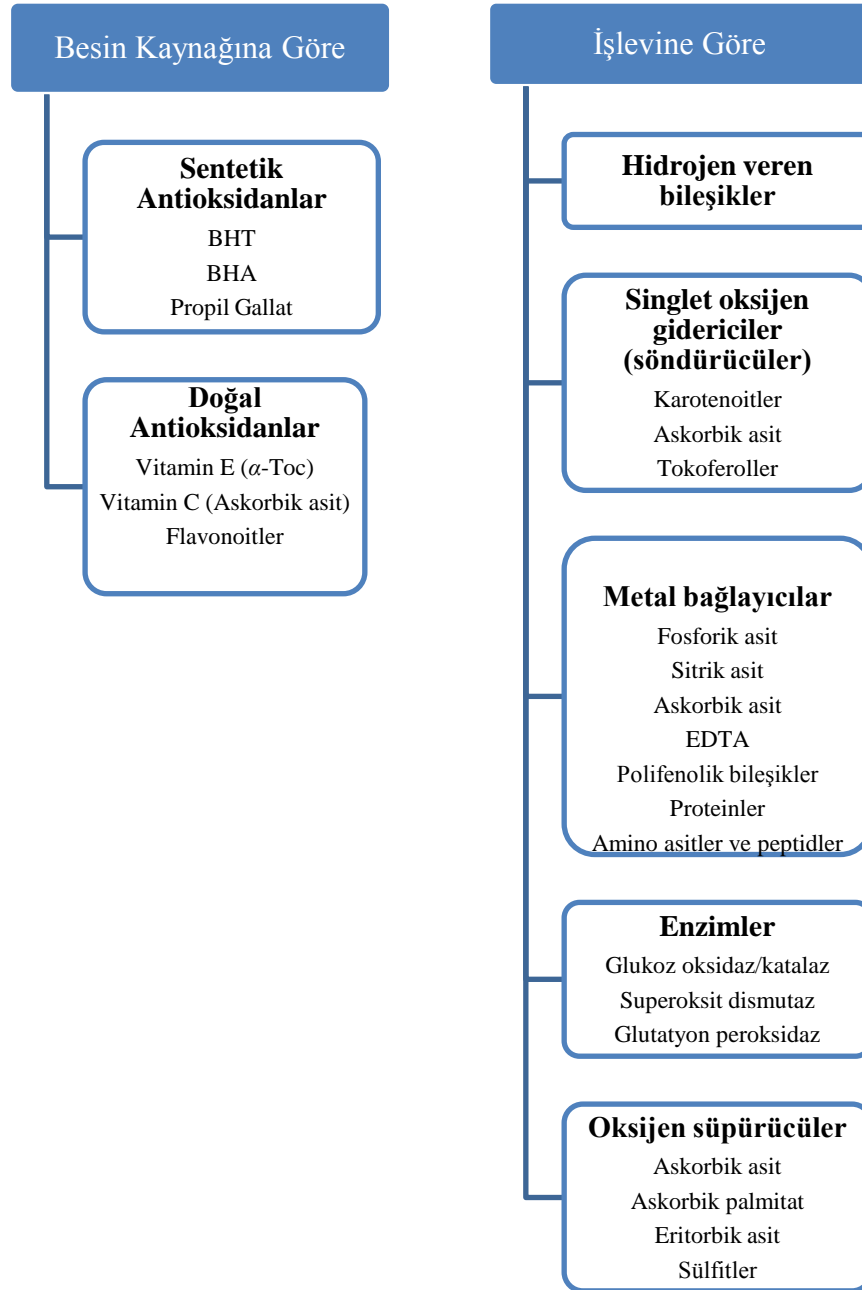 Besin Kaynağına Göre
Sentetik
Antioksidanlar
BHT
BHA
Propil Gallat
Doğal
Antioksidanlar
Vitamin E (α-Toc)
Vitamin C (Askorbik asit)
Flavonoitler
İşlevine Göre
Hidrojen veren
bileşikler
Singlet oksijen
gidericiler
(söndürücüler)
Karotenoitler
Askorbik asit
Tokoferoller
Metal bağlayıcılar
Fosforik asit
Sitrik asit
Askorbik asit
EDTA
Polifenolik bileşikler
Proteinler
Amino asitler ve peptidler
Enzimler
Glukoz oksidaz/katalaz
Superoksit dismutaz
Glutatyon peroksidaz
Oksijen süpürücüler
Askorbik asit
Askorbik palmitat
Eritorbik asit
Sülfitler